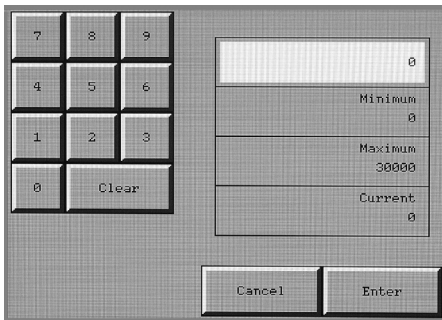 7 8 9
4 5 6
1 2 3
0 Clear
0
Minimum
0
Maximum
30000
Current
0
Cancel Enter